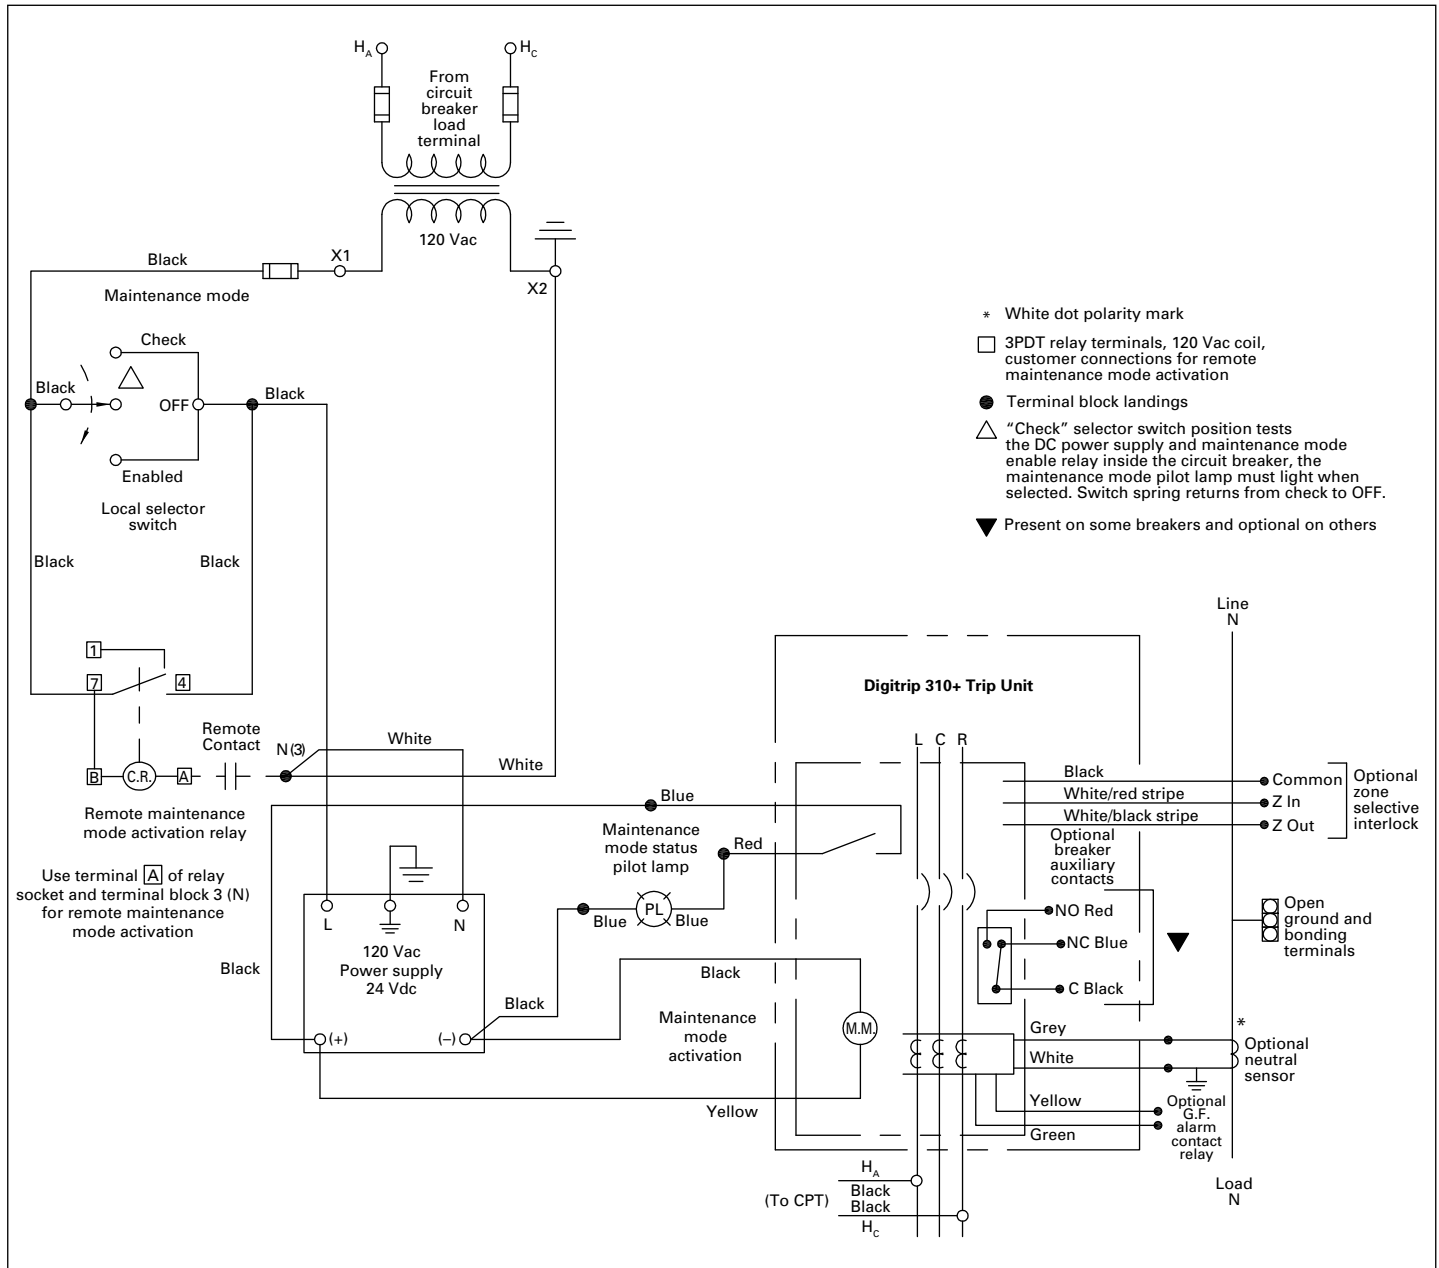 H_A
H_C
From
circuit
breaker
load
terminal
120 Vac
X1
X2
Black
Maintenance mode
Check
Black
OFF
Black
Enabled
Local selector
switch
Black
Black
* White dot polarity mark
3PDT relay terminals, 120 Vac coil,
customer connections for remote
maintenance mode activation
Terminal block landings
“Check” selector switch position tests
the DC power supply and maintenance mode
enable relay inside the circuit breaker, the
maintenance mode pilot lamp must light when
selected. Switch spring returns from check to OFF.
Present on some breakers and optional on others
1
7
4
Remote
Contact
N (3)
White
White
B
C.R.
A
Remote maintenance
mode activation relay
Use terminal A of relay
socket and terminal block 3 (N)
for remote maintenance
mode activation
Blue
Maintenance
mode status
pilot lamp
Red
Blue
PL
Blue
L
N
120 Vac
Power supply
24 Vdc
(+)
(–)
Black
Black
Black
Maintenance
mode
activation
M.M.
Yellow
Digitrip 310+ Trip Unit
L C R
Line
N
Black
White/red stripe
White/black stripe
Common
Z In
Z Out
Optional
zone
selective
interlock
Optional
breaker
auxiliary
contacts
NO Red
NC Blue
C Black
Open
ground and
bonding
terminals
Grey
White
Yellow
Green
*
Optional
neutral
sensor
Optional
G.F.
alarm
contact
relay
Load
N
H_A
Black
(To CPT)
Black
H_C